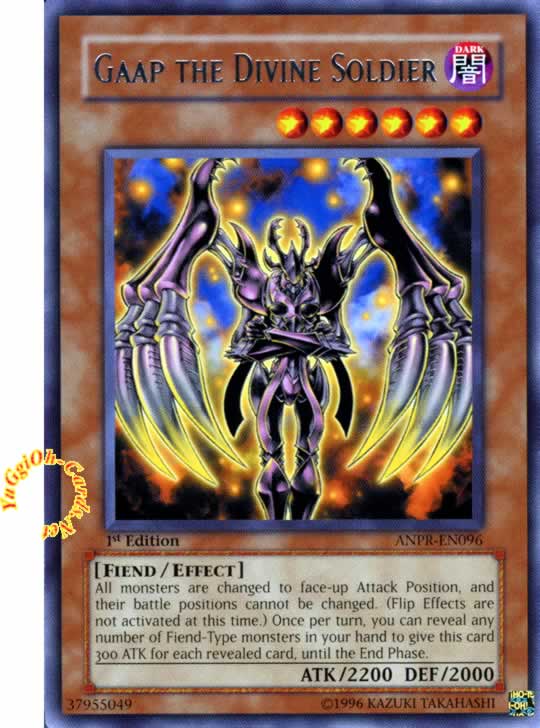 GAAP THE DIVINE SOLDIER
DARK
闇
YuGgiOh-Cards.Net
1st Edition
ANPR-EN096
[FIEND / EFFECT]
All monsters are changed to face-up Attack Position, and
their battle positions cannot be changed. (Flip Effects are
not activated at this time.) Once per turn, you can reveal any
number of Fiend-Type monsters in your hand to give this card
300 ATK for each revealed card, until the End Phase.
ATK/2200 DEF/2000
37955049
©1996 KAZUKI TAKAHASHI